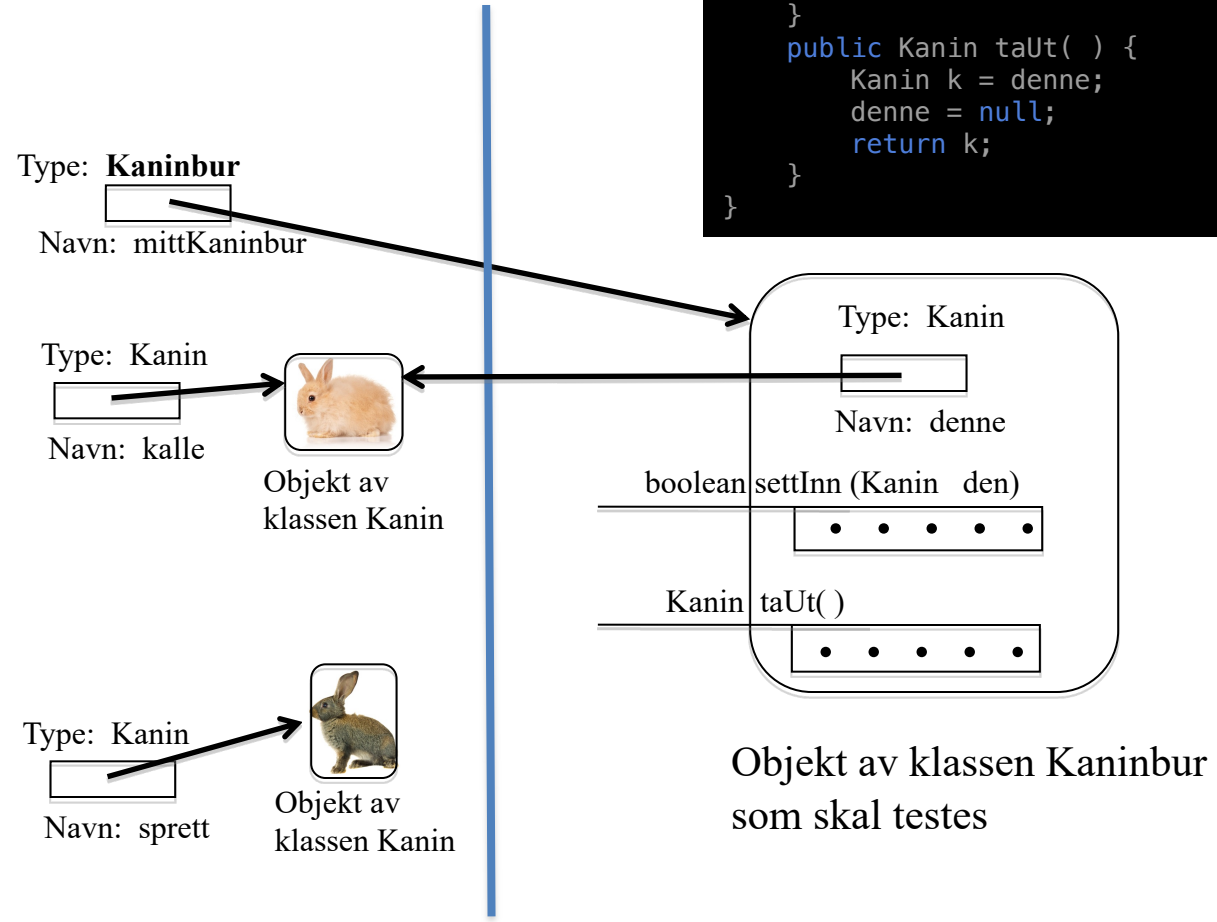 }
public Kanin taUt( ) {
Kanin k = denne;
denne = null;
return k;
}
}
Type: Kaninbur
Navn: mittKaninbur
Type: Kanin
Navn: kalle
Objekt av
klassen Kanin
Type: Kanin
Navn: sprett
Objekt av
klassen Kanin
Type: Kanin
Navn: denne
boolean settInn (Kanin den)
Kanin taUt( )
Objekt av klassen Kaninbur
som skal testes